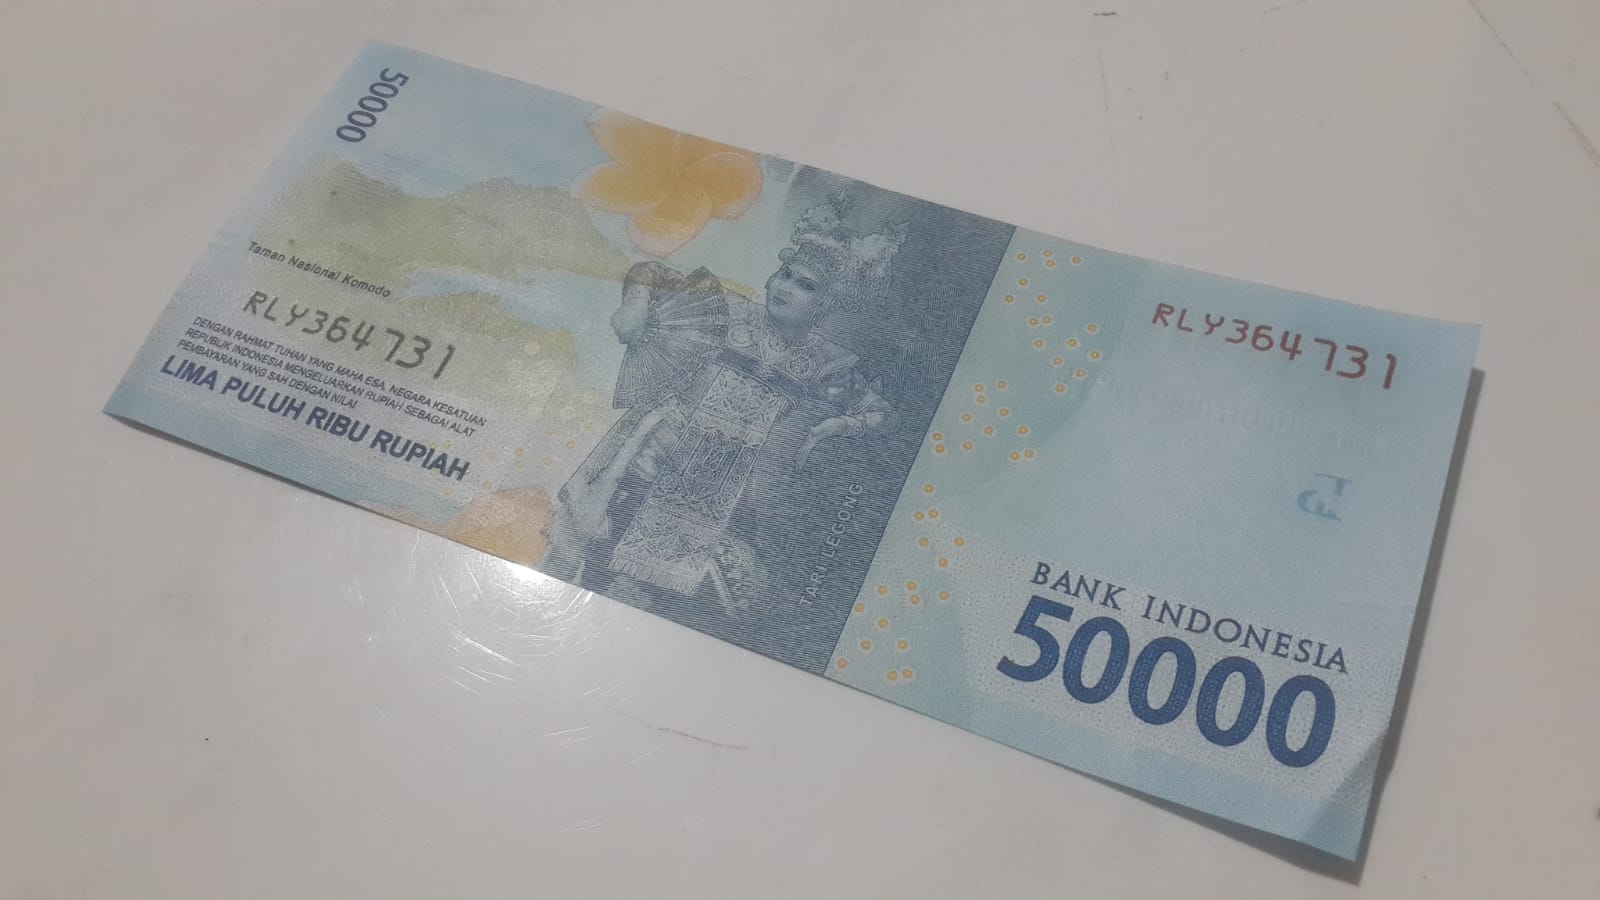 50000
Taman Nasional Komodo
RLY364731
DENGAN RAHMAT TUHAN YANG MAHA ESA, NEGARA KESATUAN
REPUBLIK INDONESIA MENGELUARKAN RUPIAH SEBAGAI ALAT
PEMBAYARAN YANG SAH DENGAN NILAI
LIMA PULUH RIBU RUPIAH
TARI LEGONG
RLY364731
BANK INDONESIA
50000